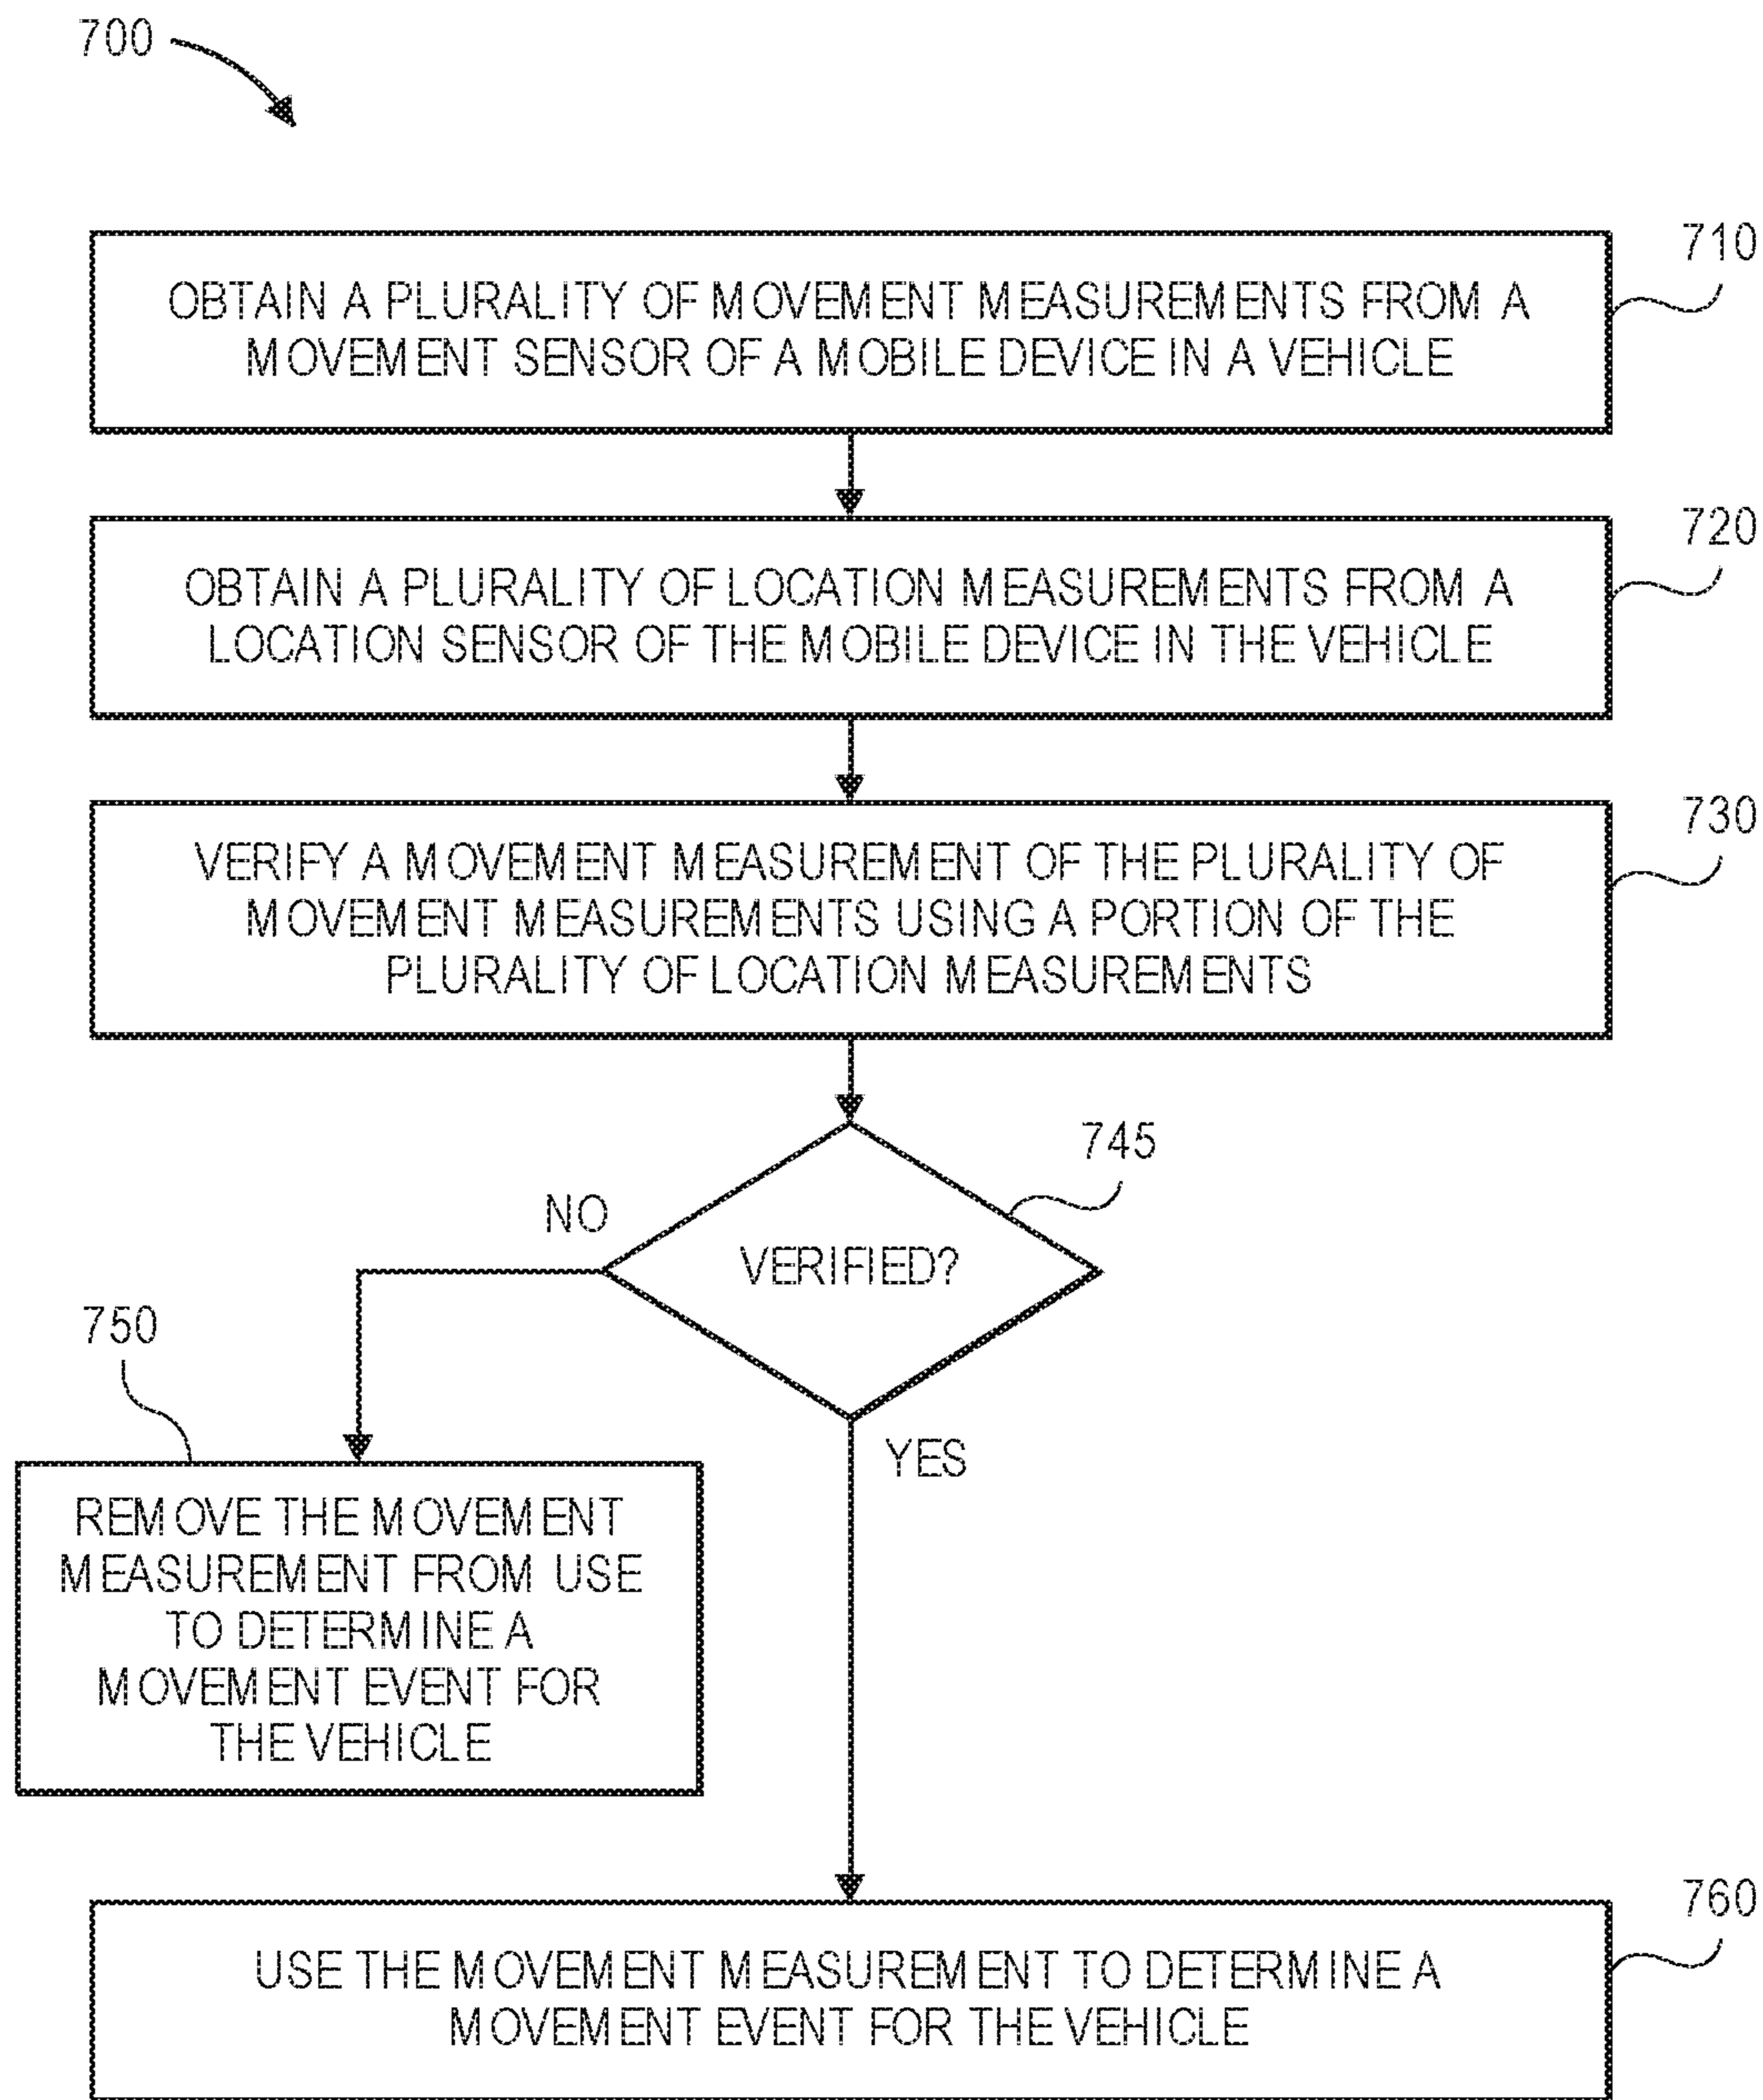 700
710
OBTAIN A PLURALITY OF MOVEMENT MEASUREMENTS FROM A
MOVEMENT SENSOR OF A MOBILE DEVICE IN A VEHICLE
720
OBTAIN A PLURALITY OF LOCATION MEASUREMENTS FROM A
LOCATION SENSOR OF THE MOBILE DEVICE IN THE VEHICLE
730
VERIFY A MOVEMENT MEASUREMENT OF THE PLURALITY OF
MOVEMENT MEASUREMENTS USING A PORTION OF THE
PLURALITY OF LOCATION MEASUREMENTS
745
NO
VERIFIED?
750
YES
REMOVE THE MOVEMENT
MEASUREMENT FROM USE
TO DETERMINE A
MOVEMENT EVENT FOR
THE VEHICLE
760
USE THE MOVEMENT MEASUREMENT TO DETERMINE A
MOVEMENT EVENT FOR THE VEHICLE